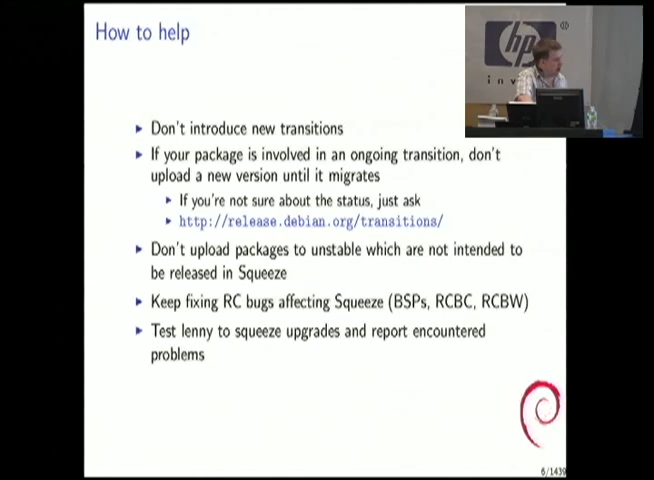 How to help
hp
i n v
Don't introduce new transitions
If your package is involved in an ongoing transition, don't
upload a new version until it migrates
If you're not sure about the status, just ask
http://release.debian.org/transitions/
Don't upload packages to unstable which are not intended to
be released in Squeeze
Keep fixing RC bugs affecting Squeeze (BSPs, RCBC, RCBW)
Test lenny to squeeze upgrades and report encountered
problems
6/1439